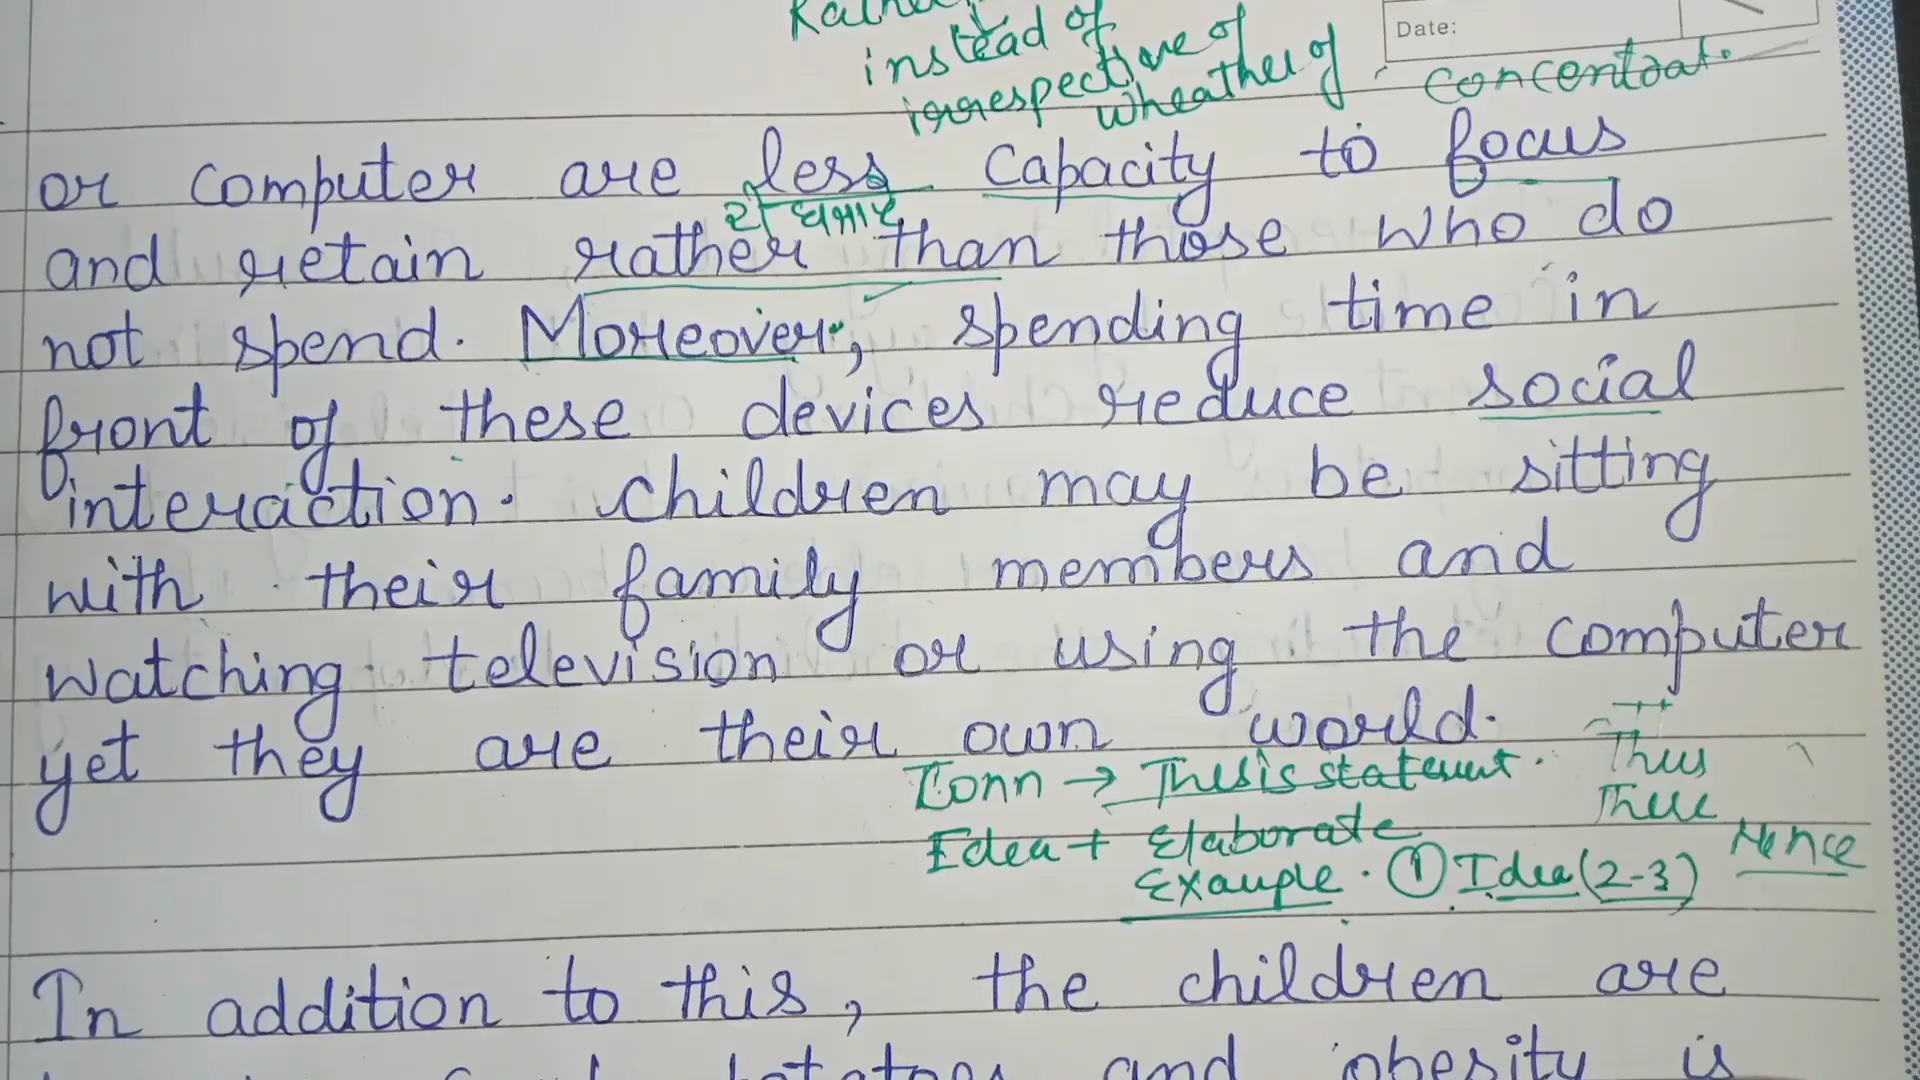 instead of
irrespective of
wheather of
Date:
concentrat.
or computer are less capacity to focus
and retain rather than those who do
not spend. Moreover, spending time in
front of these devices reduce social
interaction. children may be sitting
with their family members and
watching television or using the computer
yet they are their own world.
Conn → Thesis statement. Thus
Idea + Elaborate
Hence
Example. ① Idea (2-3)
In addition to this, the children are
and obesity is